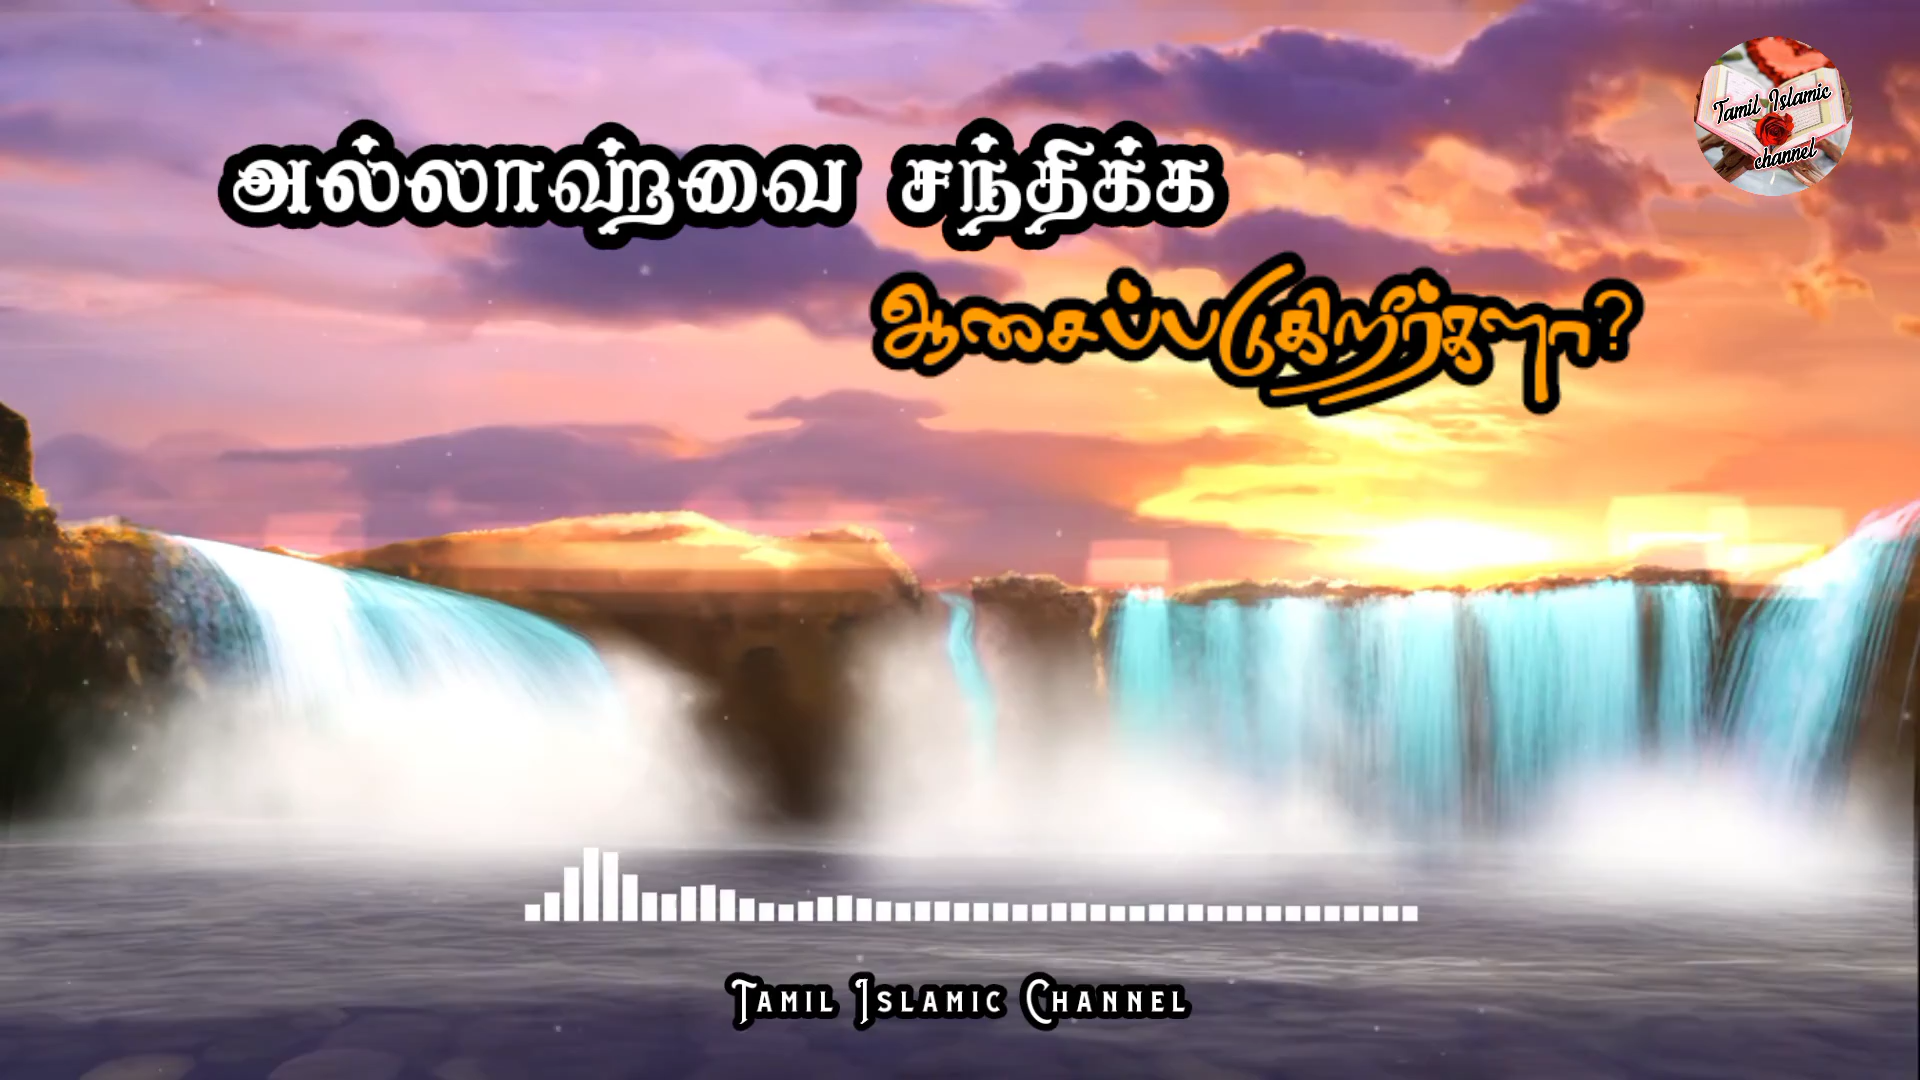 அல்லாஹ்வை சந்திக்க
ஆசைப்படுகிறீர்களா?
Tamil Islamic
channel
Tamil Islamic Channel